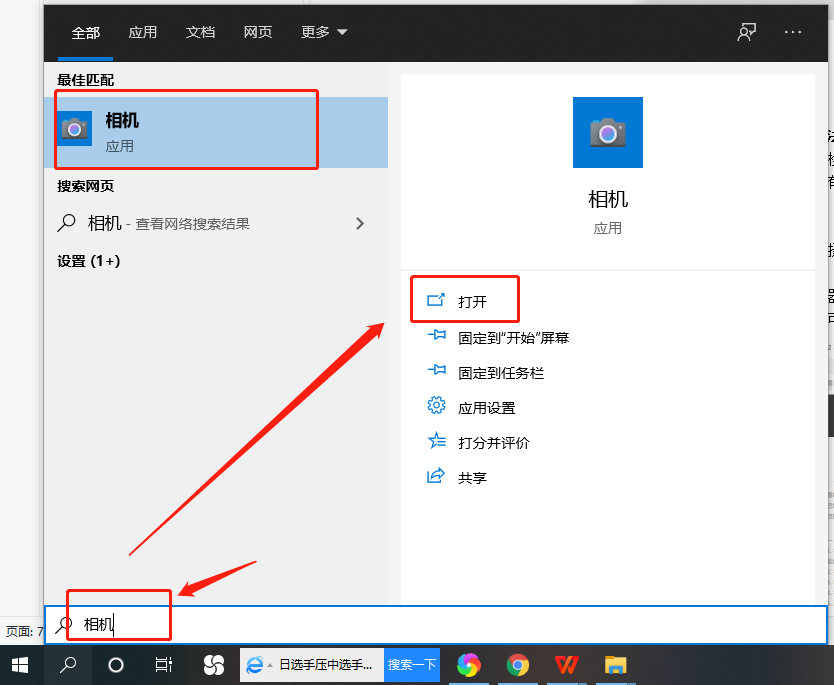 全部 应用 文档 网页 更多
最佳匹配
相机
应用
搜索网页
相机 - 查看网络搜索结果
设置 (1+)
相机
应用
打开
固定到“开始”屏幕
固定到任务栏
应用设置
打分并评价
共享
相机
页面: 7
日选手压中选手... 搜索一下